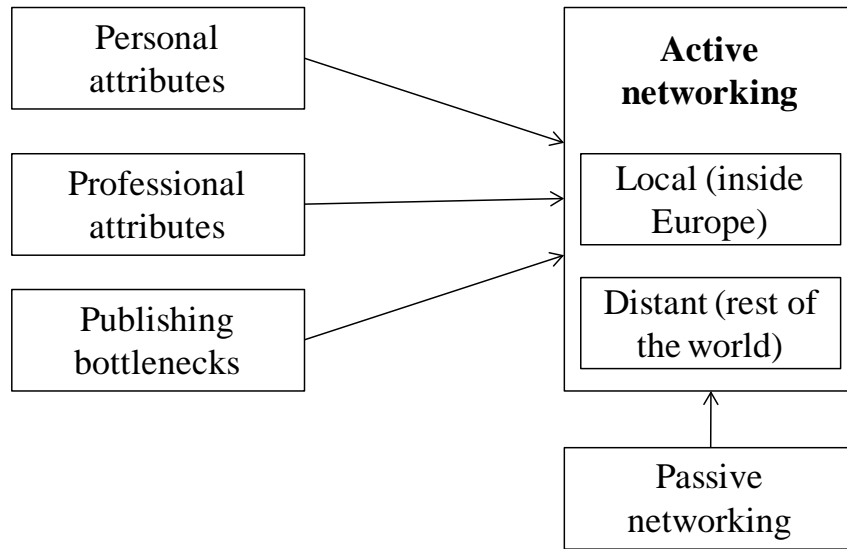 Personal
attributes
Active
networking
Professional
attributes
Local (inside
Europe)
Publishing
bottlenecks
Distant (rest of
the world)
Passive
networking